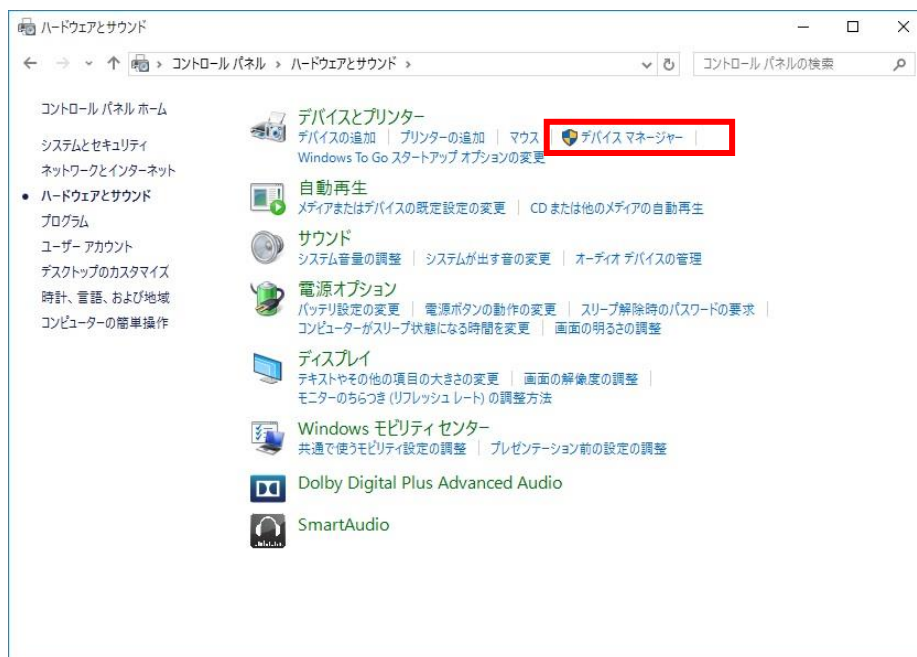 ハードウェアとサウンド
コントロール パネル › ハードウェアとサウンド ›
コントロール パネルの検索
コントロール パネル ホーム
システムとセキュリティ
ネットワークとインターネット
ハードウェアとサウンド
プログラム
ユーザー アカウント
デスクトップのカスタマイズ
時計、言語、および地域
コンピューターの簡単操作
デバイスとプリンター
デバイスの追加 | プリンターの追加 | マウス | デバイス マネージャー |
Windows To Go スタートアップ オプションの変更
自動再生
メディアまたはデバイスの既定設定の変更 | CD または他のメディアの自動再生
サウンド
システム音量の調整 | システムが出す音の変更 | オーディオ デバイスの管理
電源オプション
バッテリ設定の変更 | 電源ボタンの動作の変更 | スリープ解除時のパスワードの要求 |
コンピューターがスリープ状態になる時間を変更 | 画面の明るさの調整
ディスプレイ
テキストやその他の項目の大きさの変更 | 画面の解像度の調整 |
モニターのちらつき (リフレッシュ レート) の調整方法
Windows モビリティ センター
共通で使うモビリティ設定の調整 | プレゼンテーション前の設定の調整
Dolby Digital Plus Advanced Audio
SmartAudio